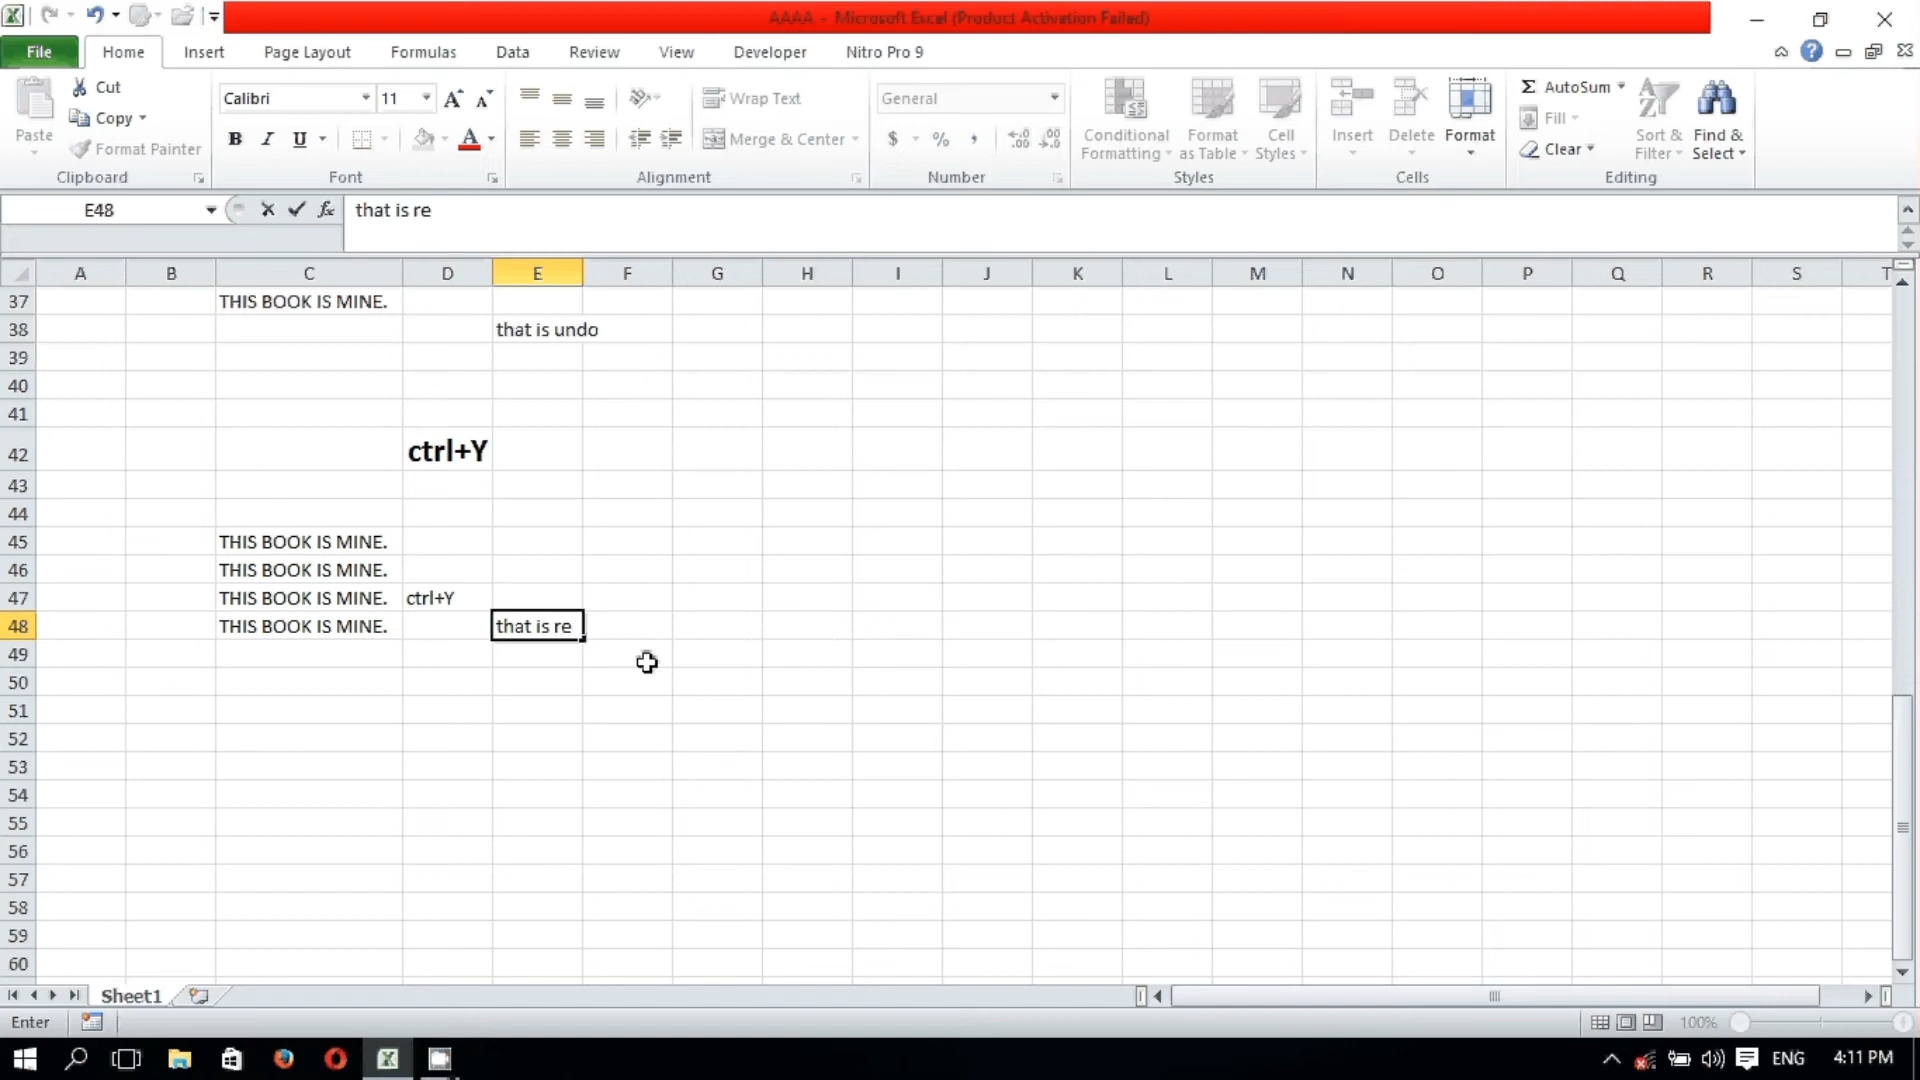 AAAA - Microsoft Excel (Product Activation Failed)
File Home Insert Page Layout Formulas Data Review View Developer Nitro Pro 9
Cut
Copy
Format Painter
Paste
Clipboard
Calibri 11
B I U A
Font
Wrap Text
Merge & Center
Alignment
General
$ % ,
Number
Conditional Formatting
Format as Table
Cell Styles
Styles
Insert Delete Format
Cells
Σ AutoSum
Fill
Clear
Sort & Filter
Find & Select
Editing
E48 fx that is re
A B C D E F G H I J K L M N O P Q R S T
37 THIS BOOK IS MINE.
38 that is undo
39
40
41
42 ctrl+Y
43
44
45 THIS BOOK IS MINE.
46 THIS BOOK IS MINE.
47 THIS BOOK IS MINE. ctrl+Y
48 THIS BOOK IS MINE. that is re
49
50
51
52
53
54
55
56
57
58
59
60
Sheet1
Enter 100%
ENG 4:11 PM